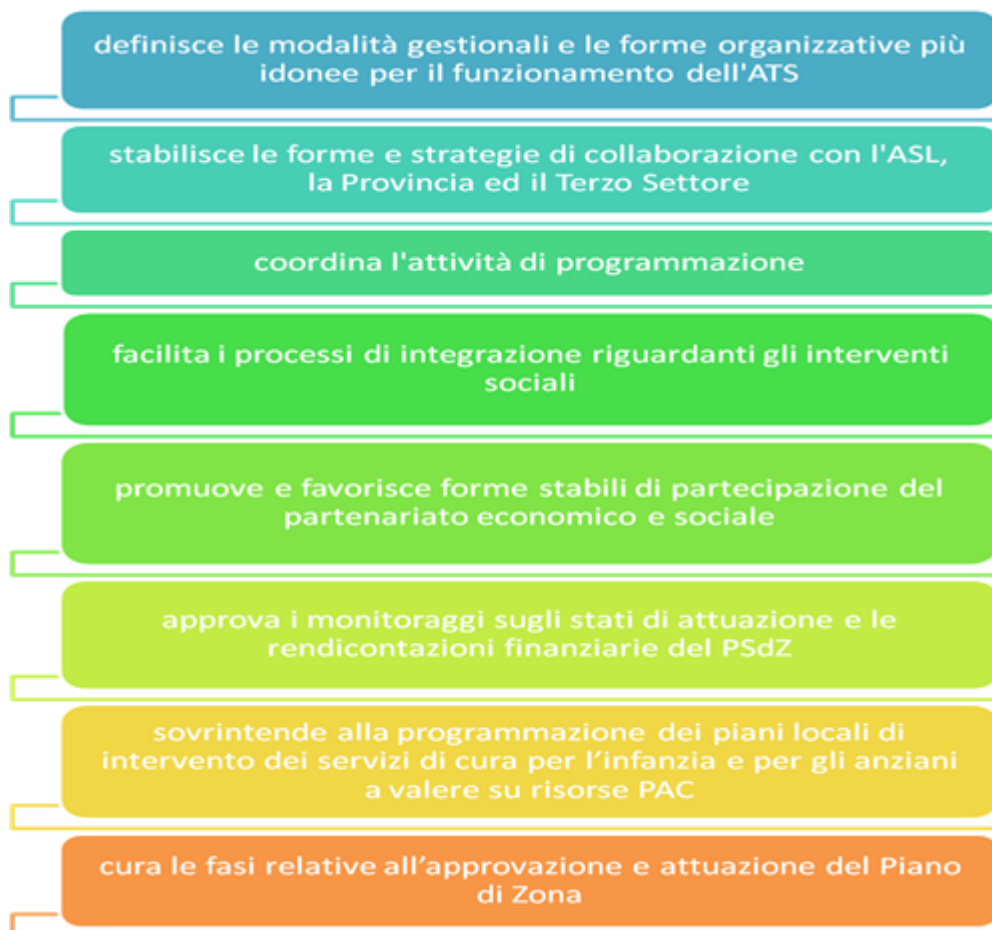 definisce le modalità gestionali e le forme organizzative più
idonee per il funzionamento dell'ATS
stabilisce le forme e strategie di collaborazione con l'ASL,
la Provincia ed il Terzo Settore
coordina l'attività di programmazione
facilita i processi di integrazione riguardanti gli interventi
sociali
promuove e favorisce forme stabili di partecipazione del
partenariato economico e sociale
approva i monitoraggi sugli stati di attuazione e le
rendicontazioni finanziarie del PSdZ
sovrintende alla programmazione dei piani locali di
intervento dei servizi di cura per l’infanzia e per gli anziani
a valere su risorse PAC
cura le fasi relative all’approvazione e attuazione del Piano
di Zona